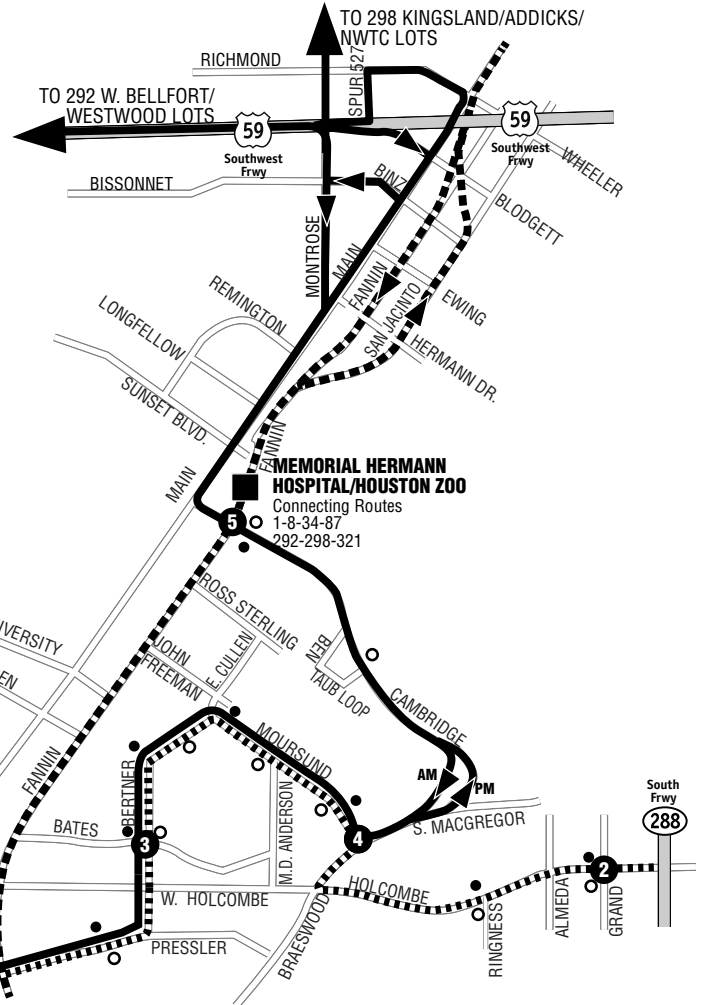 TO 298 KINGSLAND/ADDICKS/
NWTC LOTS
RICHMOND
SPUR 527
TO 292 W. BELLFORT/
WESTWOOD LOTS
59
Southwest
Frwy
59
Southwest
Frwy
WHEELER
BISSONNET
BINZ
BLODGETT
MONTROSE
MAIN
FANNIN
SAN JACINTO
EWING
HERMANN DR.
REMINGTON
LONGFELLOW
SUNSET BLVD.
FANNIN
MAIN
MEMORIAL HERMANN
HOSPITAL/HOUSTON ZOO
Connecting Routes
1-8-34-87
292-298-321
5
ROSS STERLING
IVERSITY
EN
JOHN
FREEMAN
E. CULLEN
BEN
TAUB LOOP
CAMBRIDGE
MOURSUND
AM
PM
FANNIN
BERTNER
BATES
3
M.D. ANDERSON
4
S. MACGREGOR
South
Frwy
288
2
W. HOLCOMBE
HOLCOMBE
BRAESWOOD
RINGNESS
ALMEDA
GRAND
PRESSLER